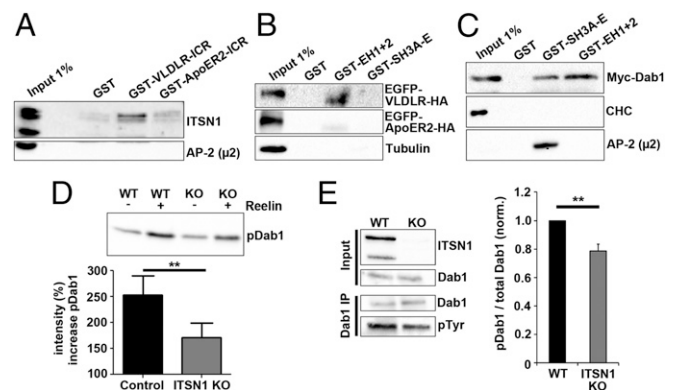 A
Input 1%
GST
GST-VLDLR-ICR
GST-ApoER2-ICR
ITSN1
AP-2 (μ2)
B
Input 1%
GST
GST-EH1+2
GST-SH3A-E
EGFP-
VLDLR-HA
EGFP-
ApoER2-HA
Tubulin
C
Input 1%
GST
GST-SH3A-E
GST-EH1+2
Myc-Dab1
CHC
AP-2 (μ2)
D
WT WT KO KO
- + - + Reelin
pDab1
intensity (%)
increase pDab1
300
250
200
150
100
**
Control ITSN1 KO
E
WT KO
Input
ITSN1
Dab1
Dab1 IP
Dab1
pTyr
pDab1 / total Dab1 (norm.)
1.2
1.0
0.8
0.6
0.4
0.2
0
**
WT ITSN1
KO